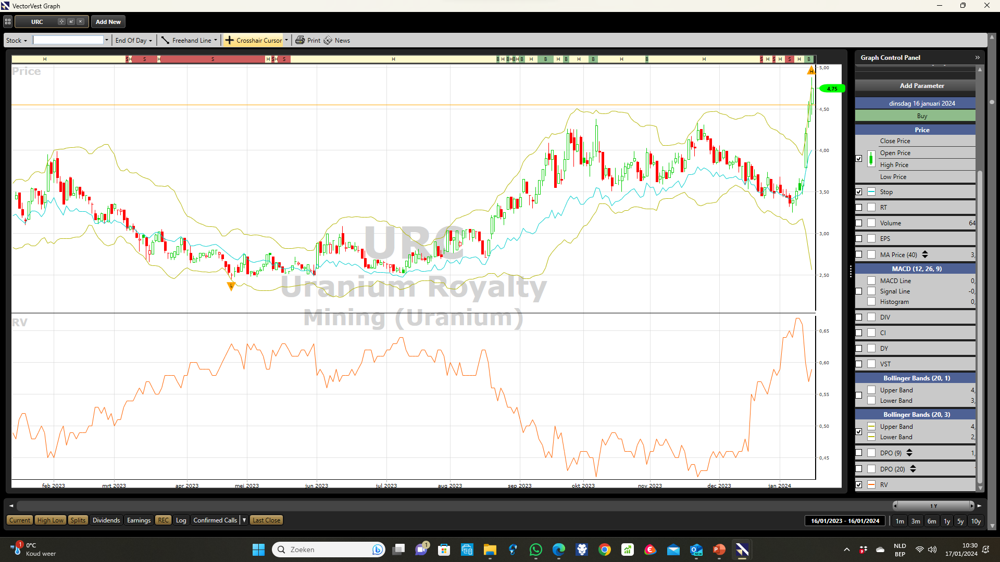 VectorVest Graph
URC
Add New
Stock
End Of Day
Freehand Line
Crosshair Cursor
Print
News
H S H S H S H S H S H B H B H B H B H B H B H B H B H S H S H S H B
Price
5,00
H
4,75
4,50
4,00
3,50
3,00
2,50
L
URC
Uranium Royalty
Mining (Uranium)
RV
0,65
0,60
0,55
0,50
0,45
feb 2023 mrt 2023 apr 2023 mei 2023 jun 2023 jul 2023 aug 2023 sep 2023 okt 2023 nov 2023 dec 2023 jan 2024
Graph Control Panel
Add Parameter
dinsdag 16 januari 2024
Buy
Price
Close Price
Open Price
High Price
Low Price
Stop
RT
Volume 64
EPS
MA Price (40) 3,
MACD (12, 26, 9)
MACD Line 0,
Signal Line -0,
Histogram 0,
DIV
CI
DY
VST
Bollinger Bands (20, 1)
Upper Band 4,
Lower Band 3,
Bollinger Bands (20, 3)
Upper Band 4,
Lower Band 2,
DPO (9) 1,
DPO (20)
RV
1 Y
Current High Low Splits Dividends Earnings REC Log Confirmed Calls Last Close
16/01/2023 - 16/01/2024 1m 3m 6m 1y 5y 10y
1
0°C
Koud weer
Zoeken
1
NEW
NLD
BEP
10:30
17/01/2024